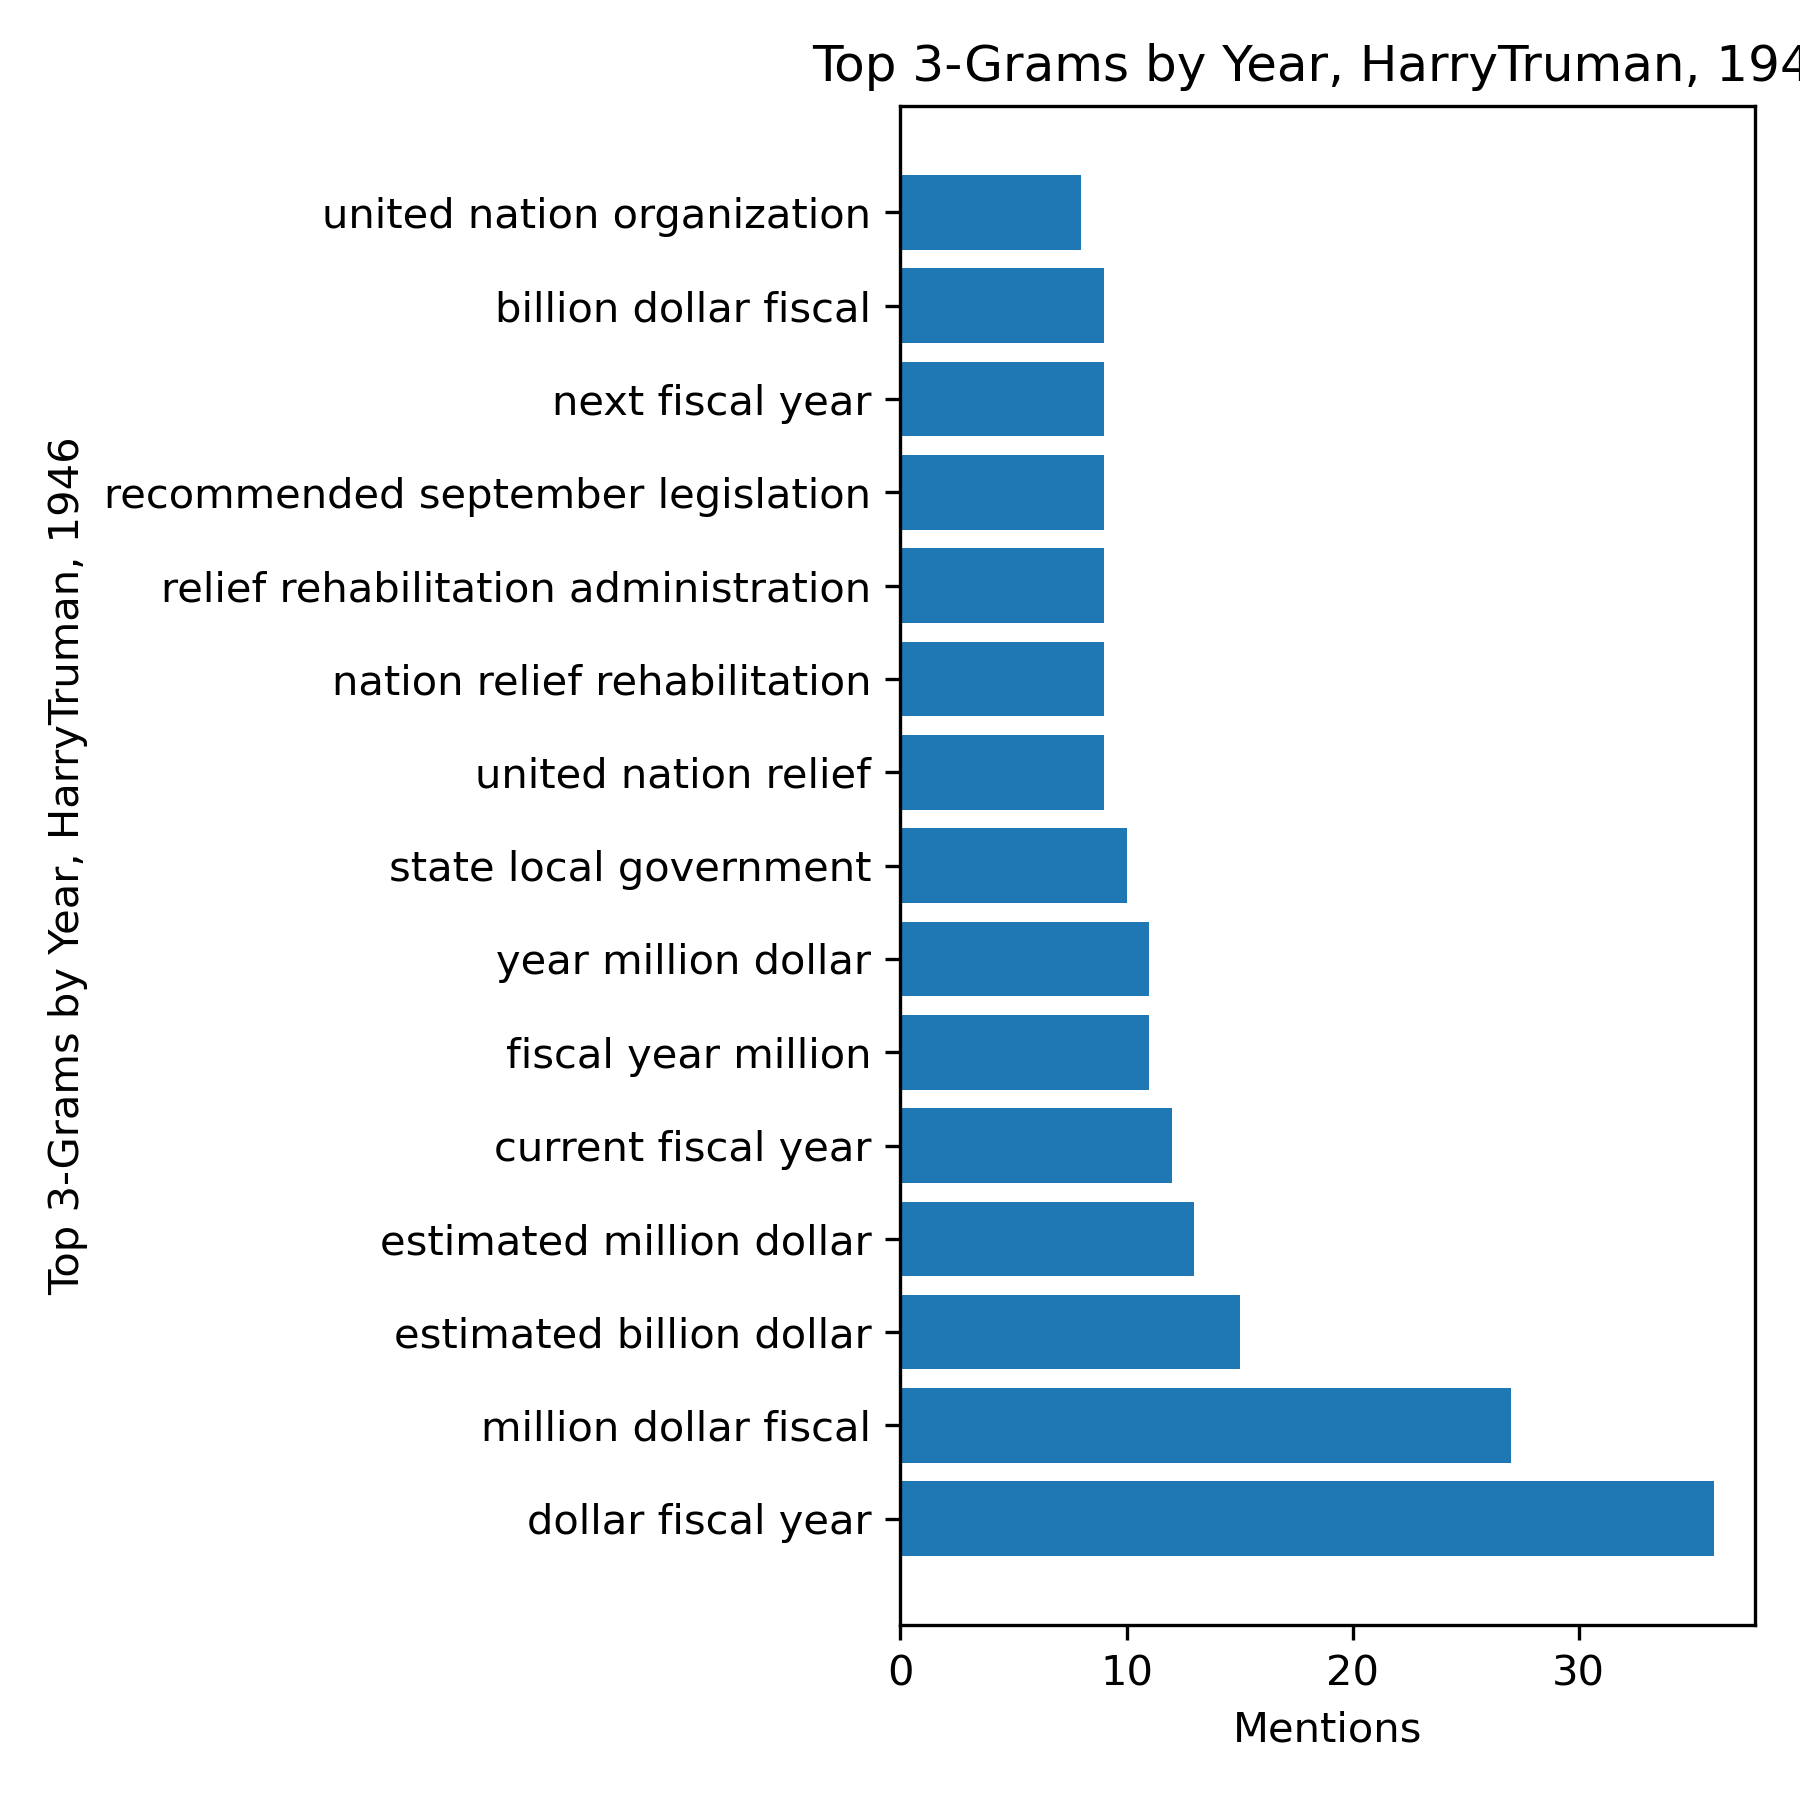 Top 3-Grams by Year, HarryTruman, 194
united nation organization
billion dollar fiscal
next fiscal year
recommended september legislation
relief rehabilitation administration
nation relief rehabilitation
united nation relief
state local government
year million dollar
fiscal year million
current fiscal year
estimated million dollar
estimated billion dollar
million dollar fiscal
dollar fiscal year
Top 3-Grams by Year, HarryTruman, 1946
0 10 20 30
Mentions